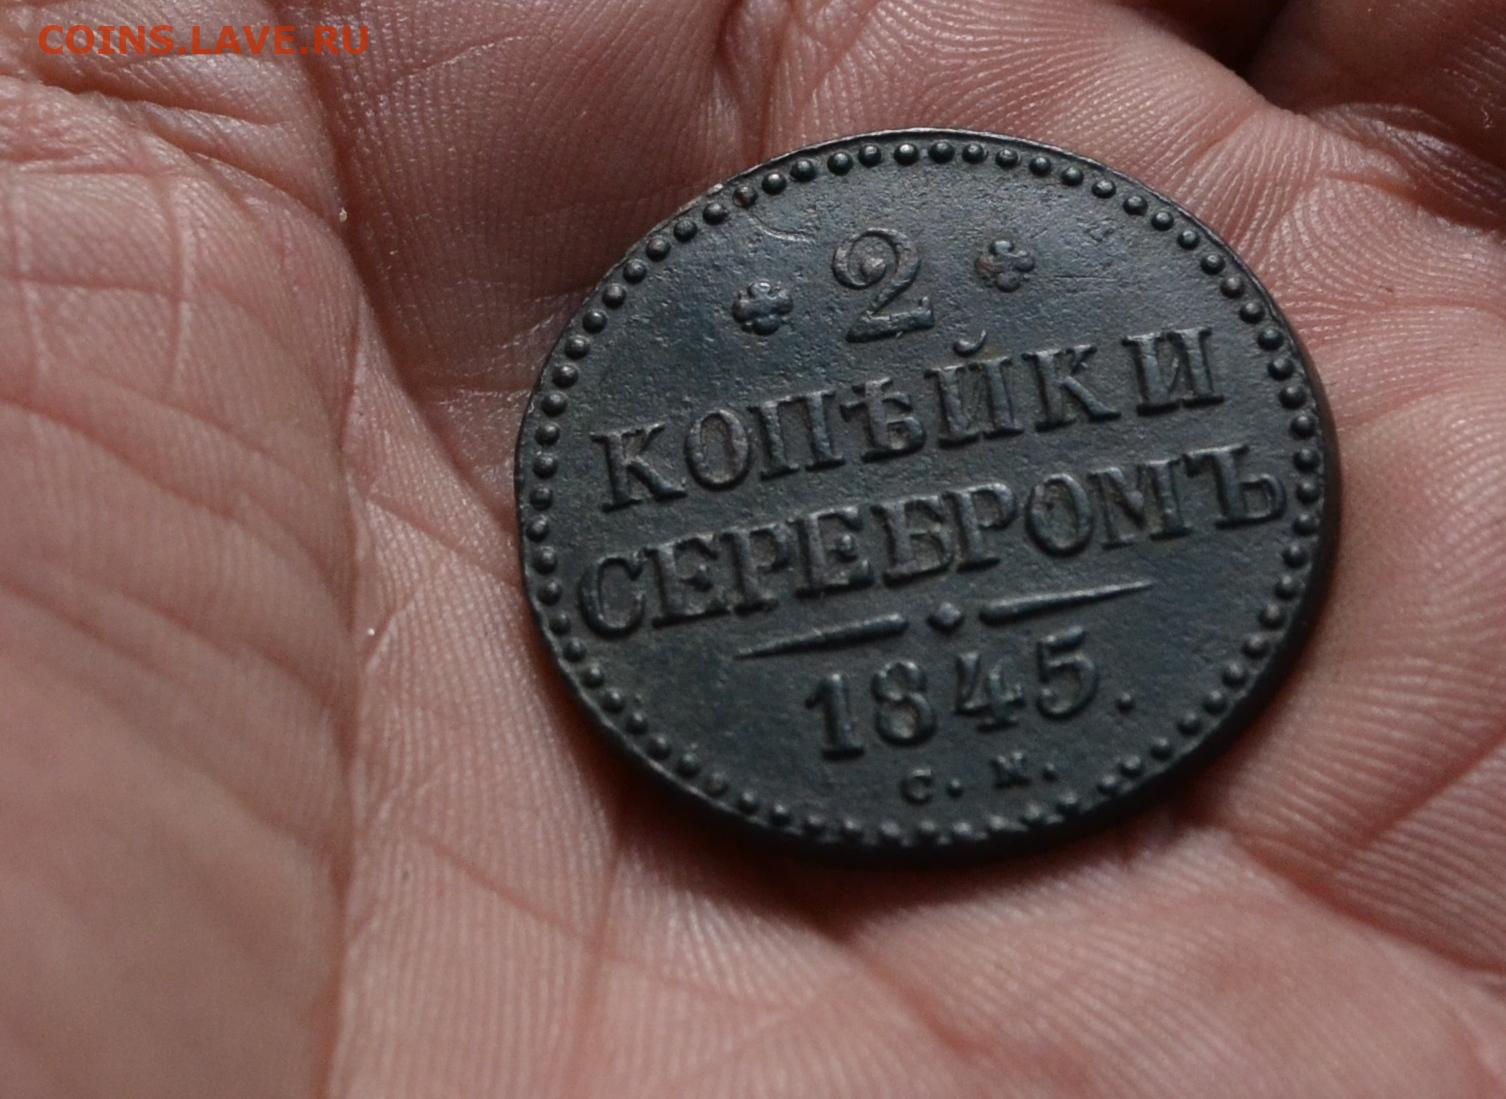 COINS.LAVE.RU
2
КОПѢЙКИ
СЕРЕБРОМЪ
1845.
С. М.